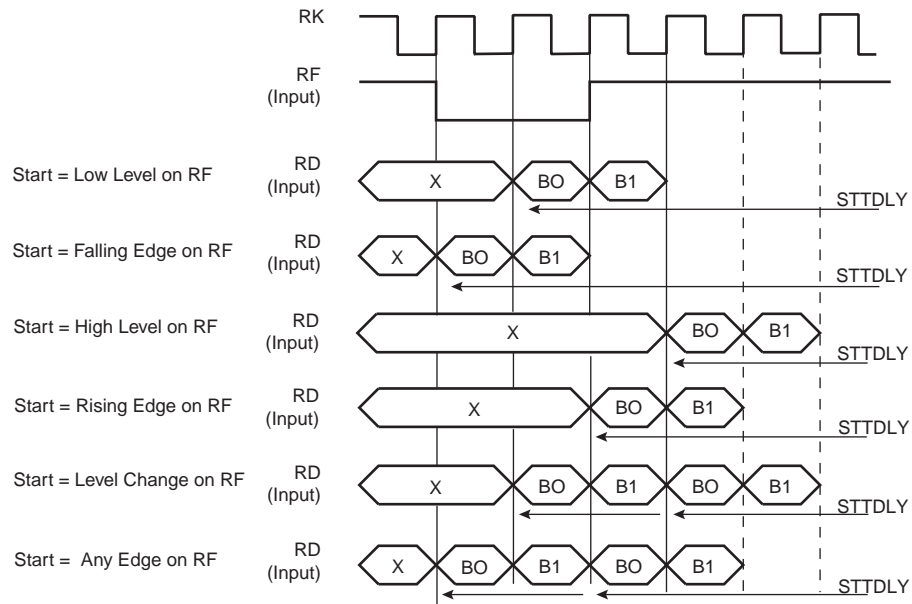 RK
RF
(Input)
Start = Low Level on RF
RD
(Input)
X
BO
B1
STTDLY
Start = Falling Edge on RF
RD
(Input)
X
BO
B1
STTDLY
Start = High Level on RF
RD
(Input)
X
BO
B1
STTDLY
Start = Rising Edge on RF
RD
(Input)
X
BO
B1
STTDLY
Start = Level Change on RF
RD
(Input)
X
BO
B1
BO
B1
STTDLY
Start = Any Edge on RF
RD
(Input)
X
BO
B1
BO
B1
STTDLY